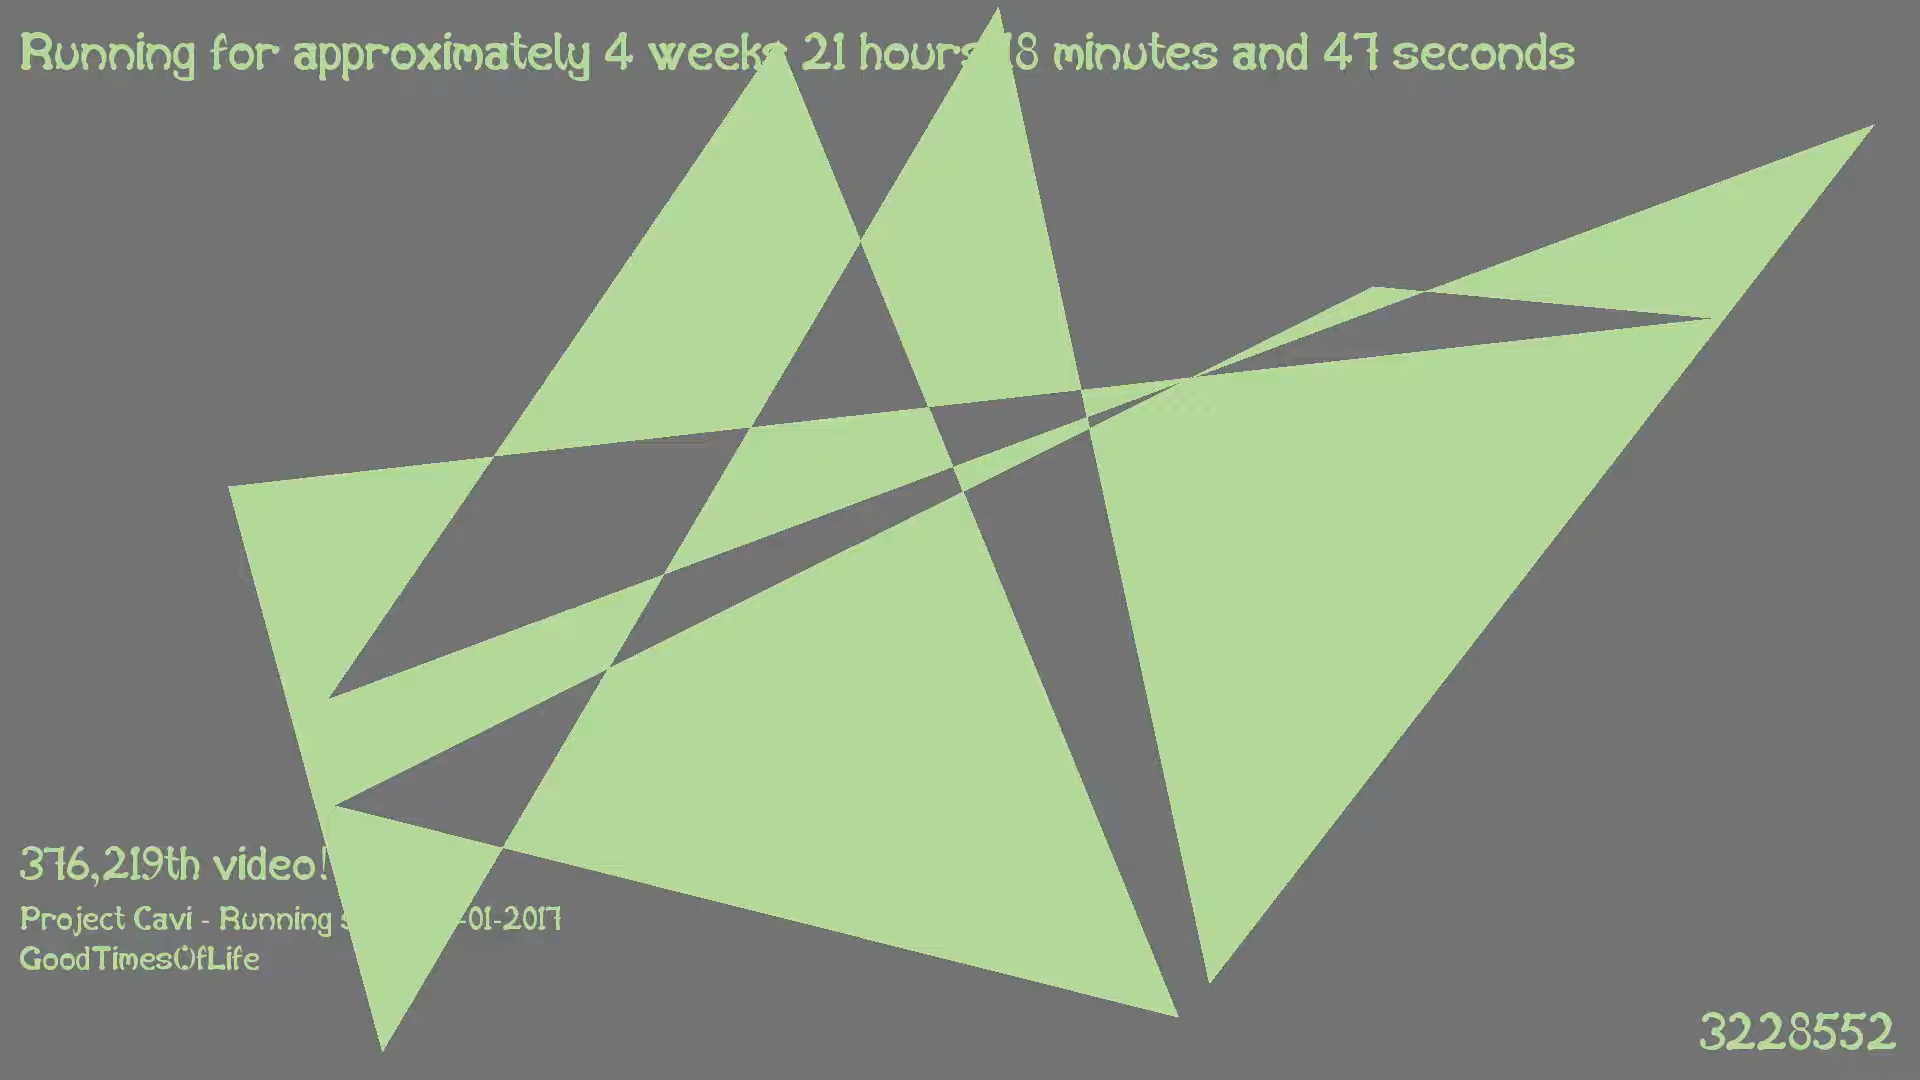 Running for approximately 4 weeks 21 hours 18 minutes and 47 seconds
376,219th video!
Project Cavi - Running -01-2017
GoodTimesOfLife
3228552